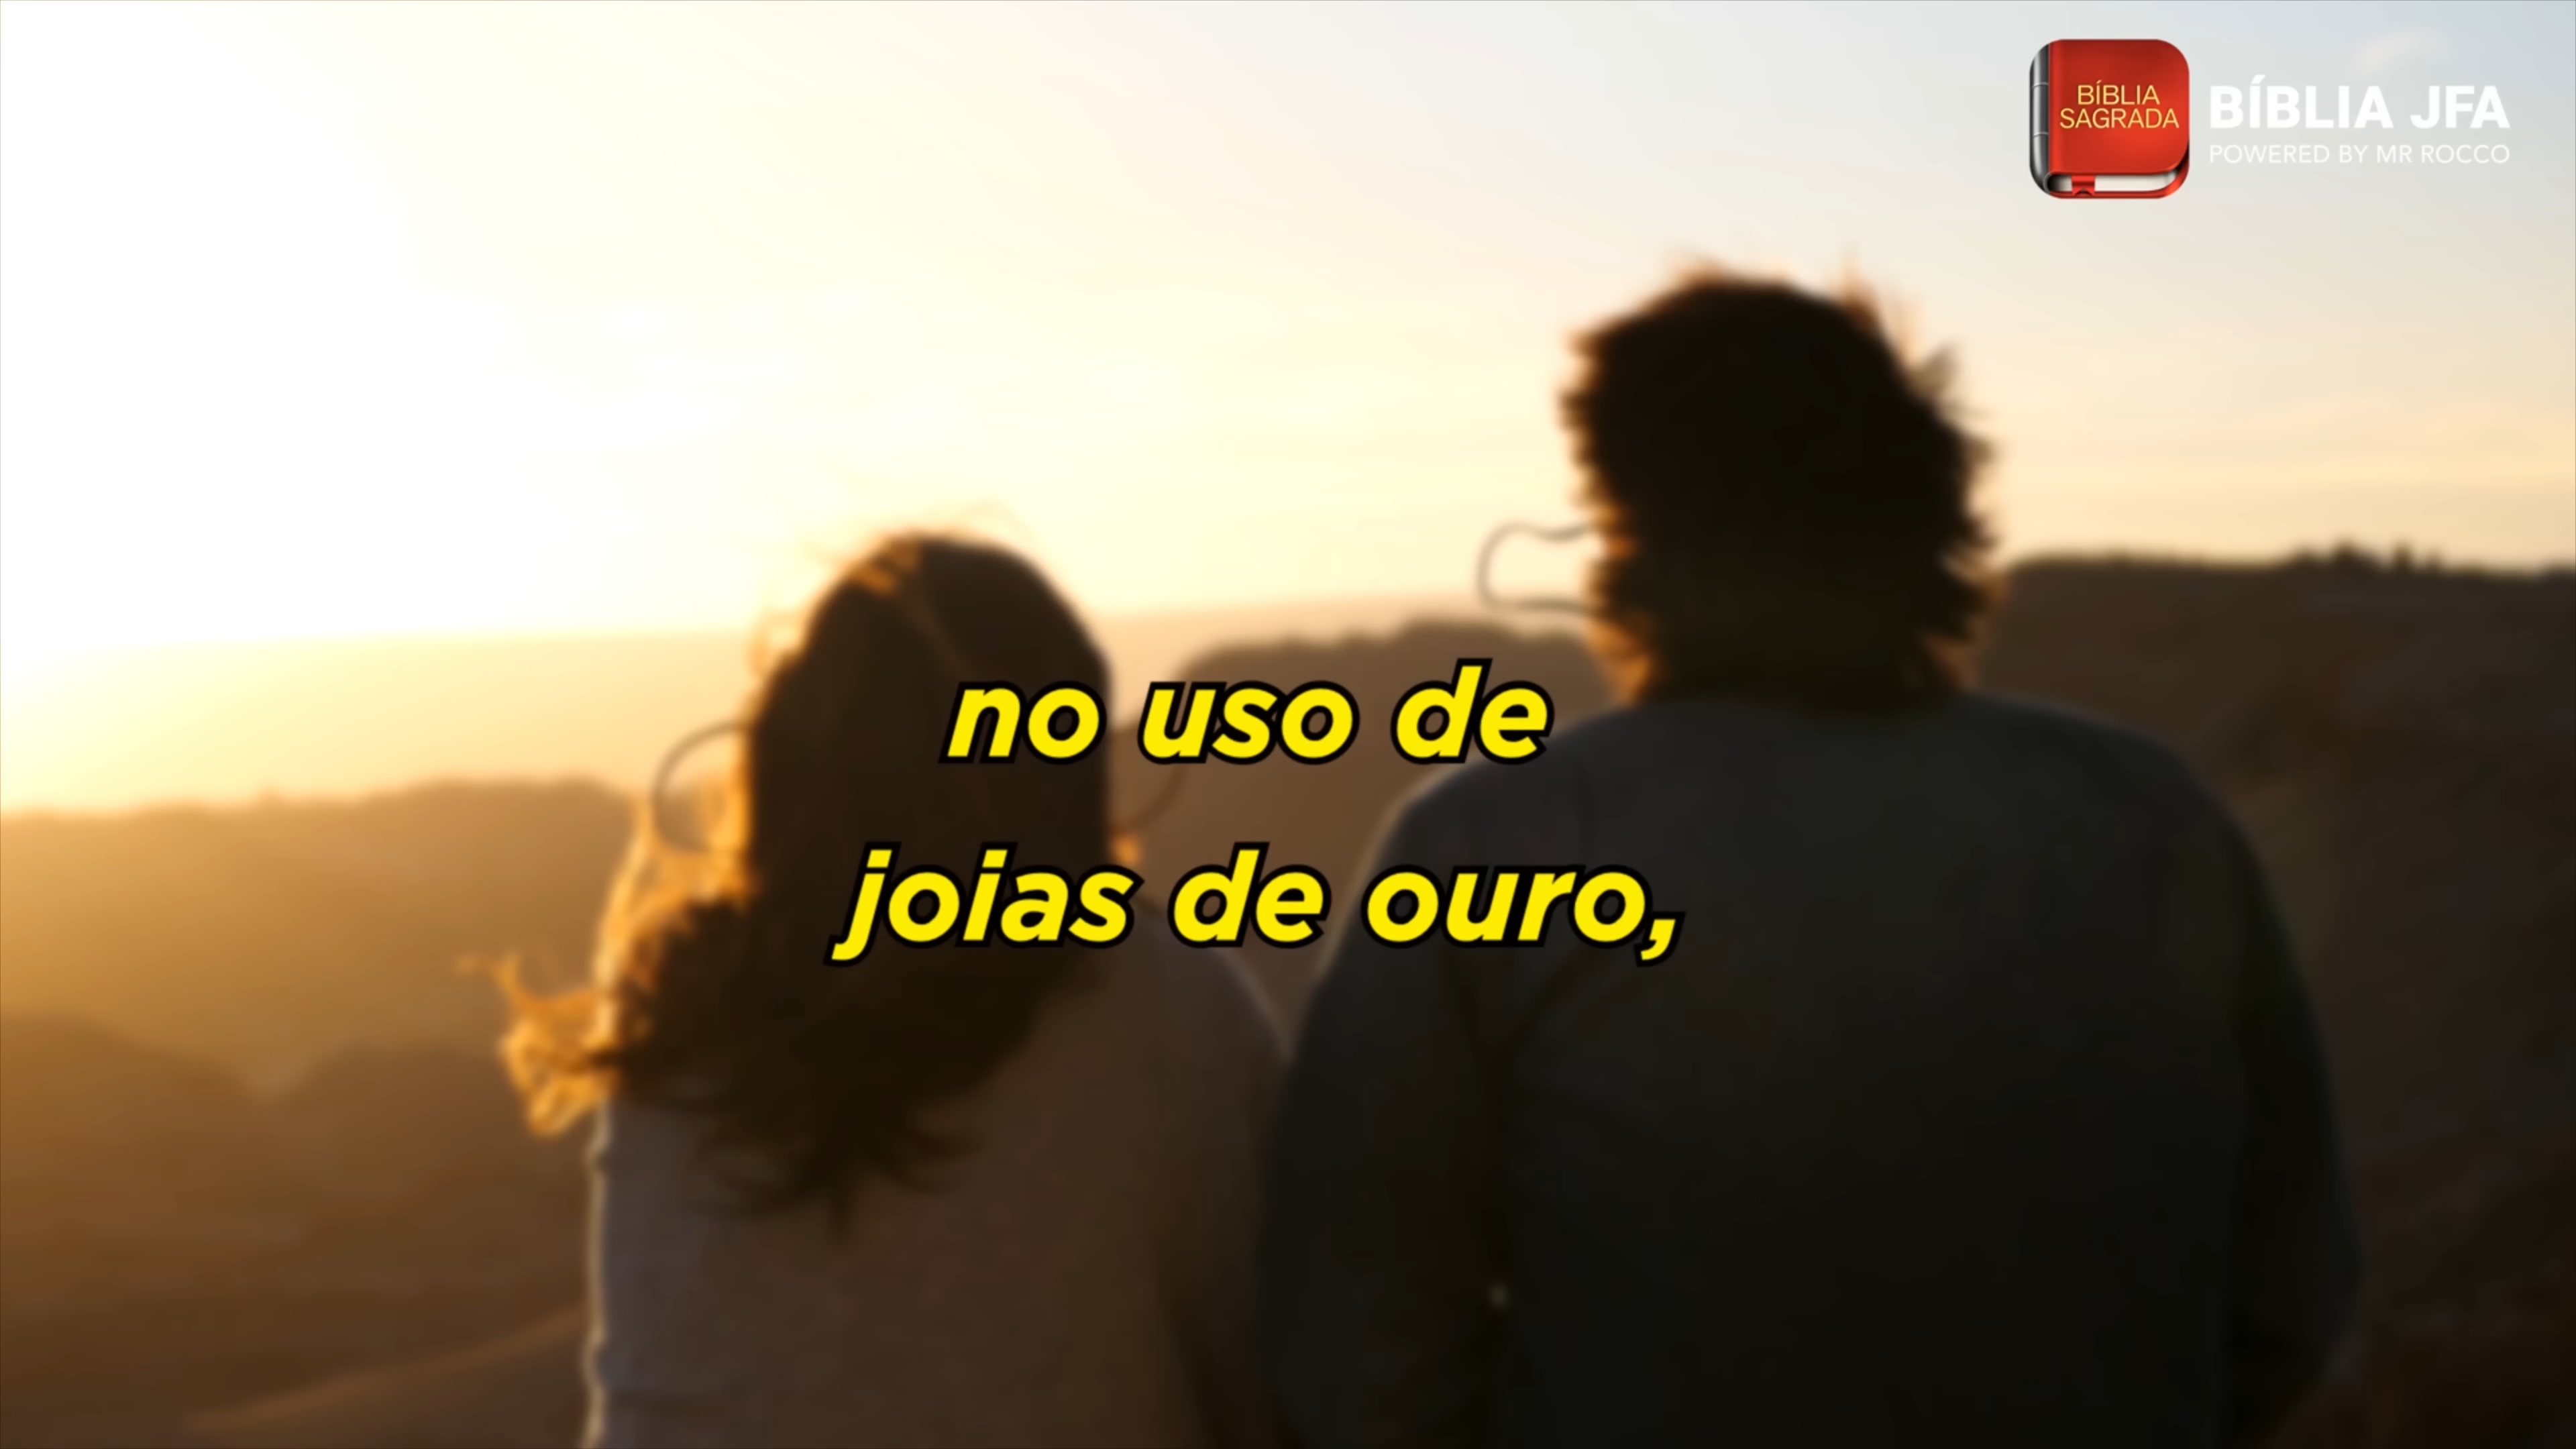 BÍBLIA
SAGRADA
BÍBLIA JFA
POWERED BY MR ROCCO
no uso de
joias de ouro,